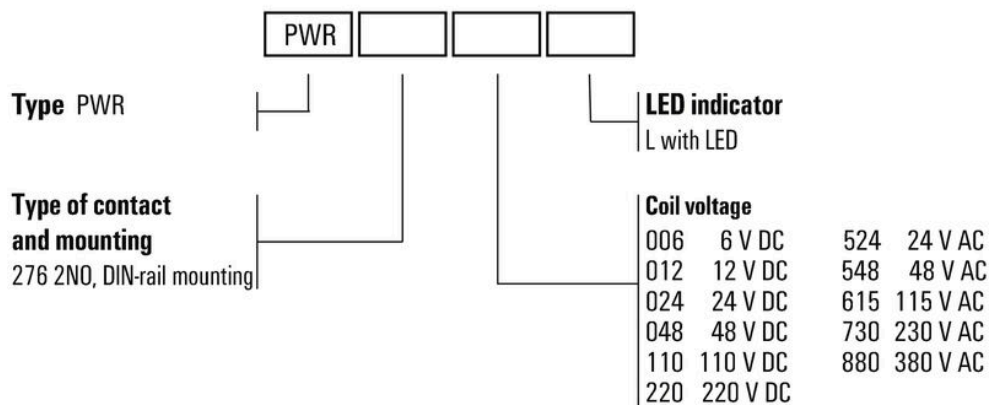 PWR
Type PWR
LED indicator
L with LED
Type of contact
and mounting
276 2NO, DIN-rail mounting
Coil voltage
006 6 V DC 524 24 V AC
012 12 V DC 548 48 V AC
024 24 V DC 615 115 V AC
048 48 V DC 730 230 V AC
110 110 V DC 880 380 V AC
220 220 V DC